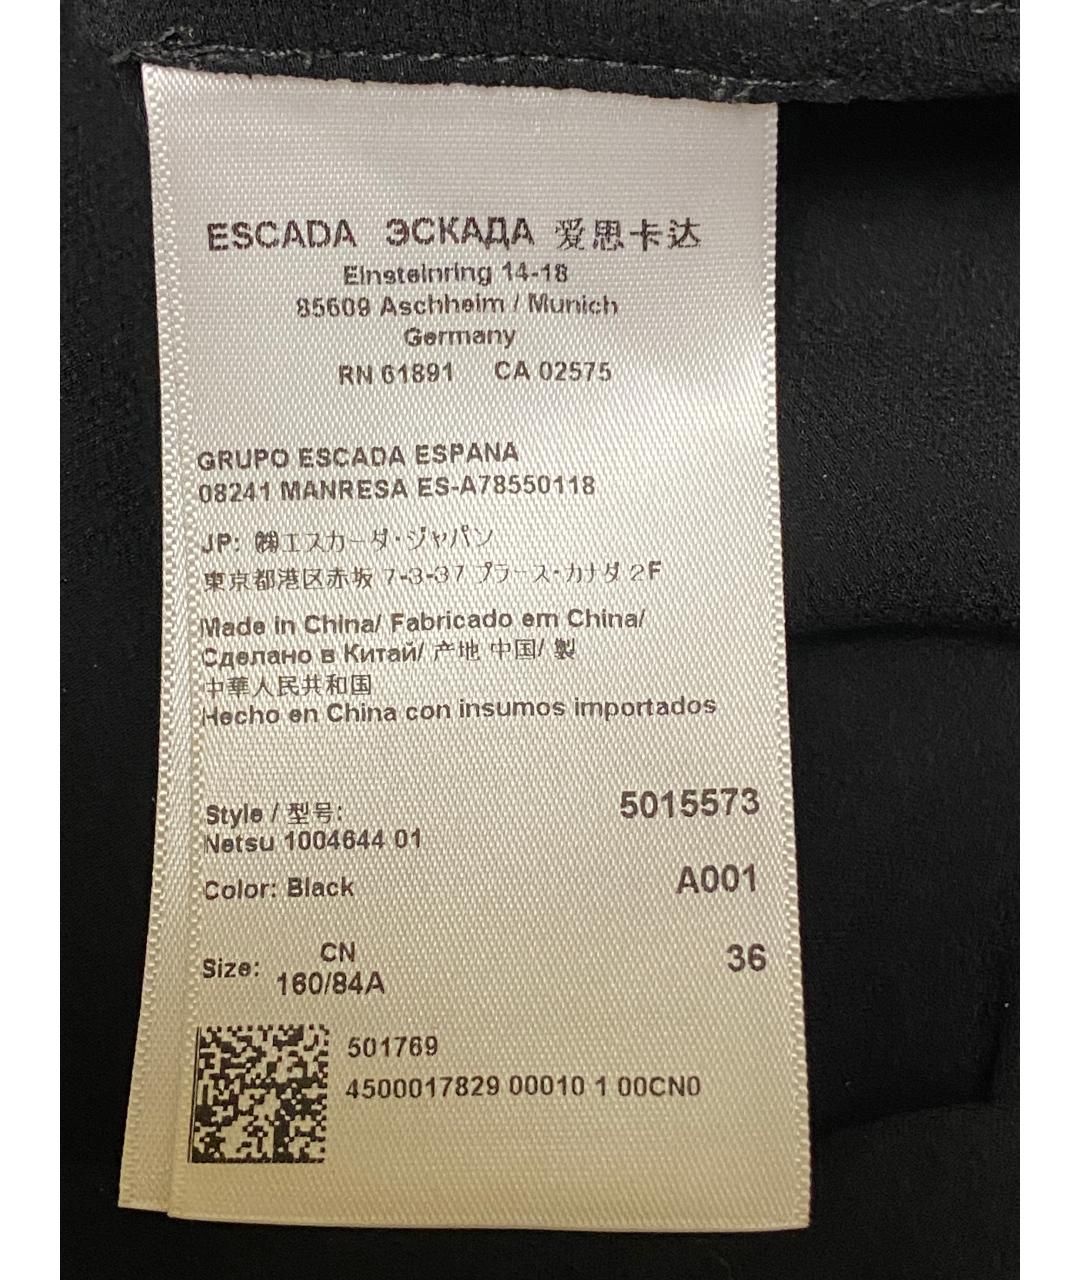 ESCADA ЭСКАДА 爱思卡达
Einsteinring 14-18
85609 Aschheim / Munich
Germany
RN 61891 CA 02575
GRUPO ESCADA ESPANA
08241 MANRESA ES-A78550118
JP: ㈱エスカーダ・ジャパン
東京都港区赤坂 7-3-37 プラース・カナダ 2F
Made in China/ Fabricado em China/
Сделано в Китай/ 产地 中国/ 製
中華人民共和国
Hecho en China con insumos importados
Style / 型号: 5015573
Netsu 1004644 01
Color: Black A001
CN
Size: 160/84A 36
501769
4500017829 00010 1 00CN0